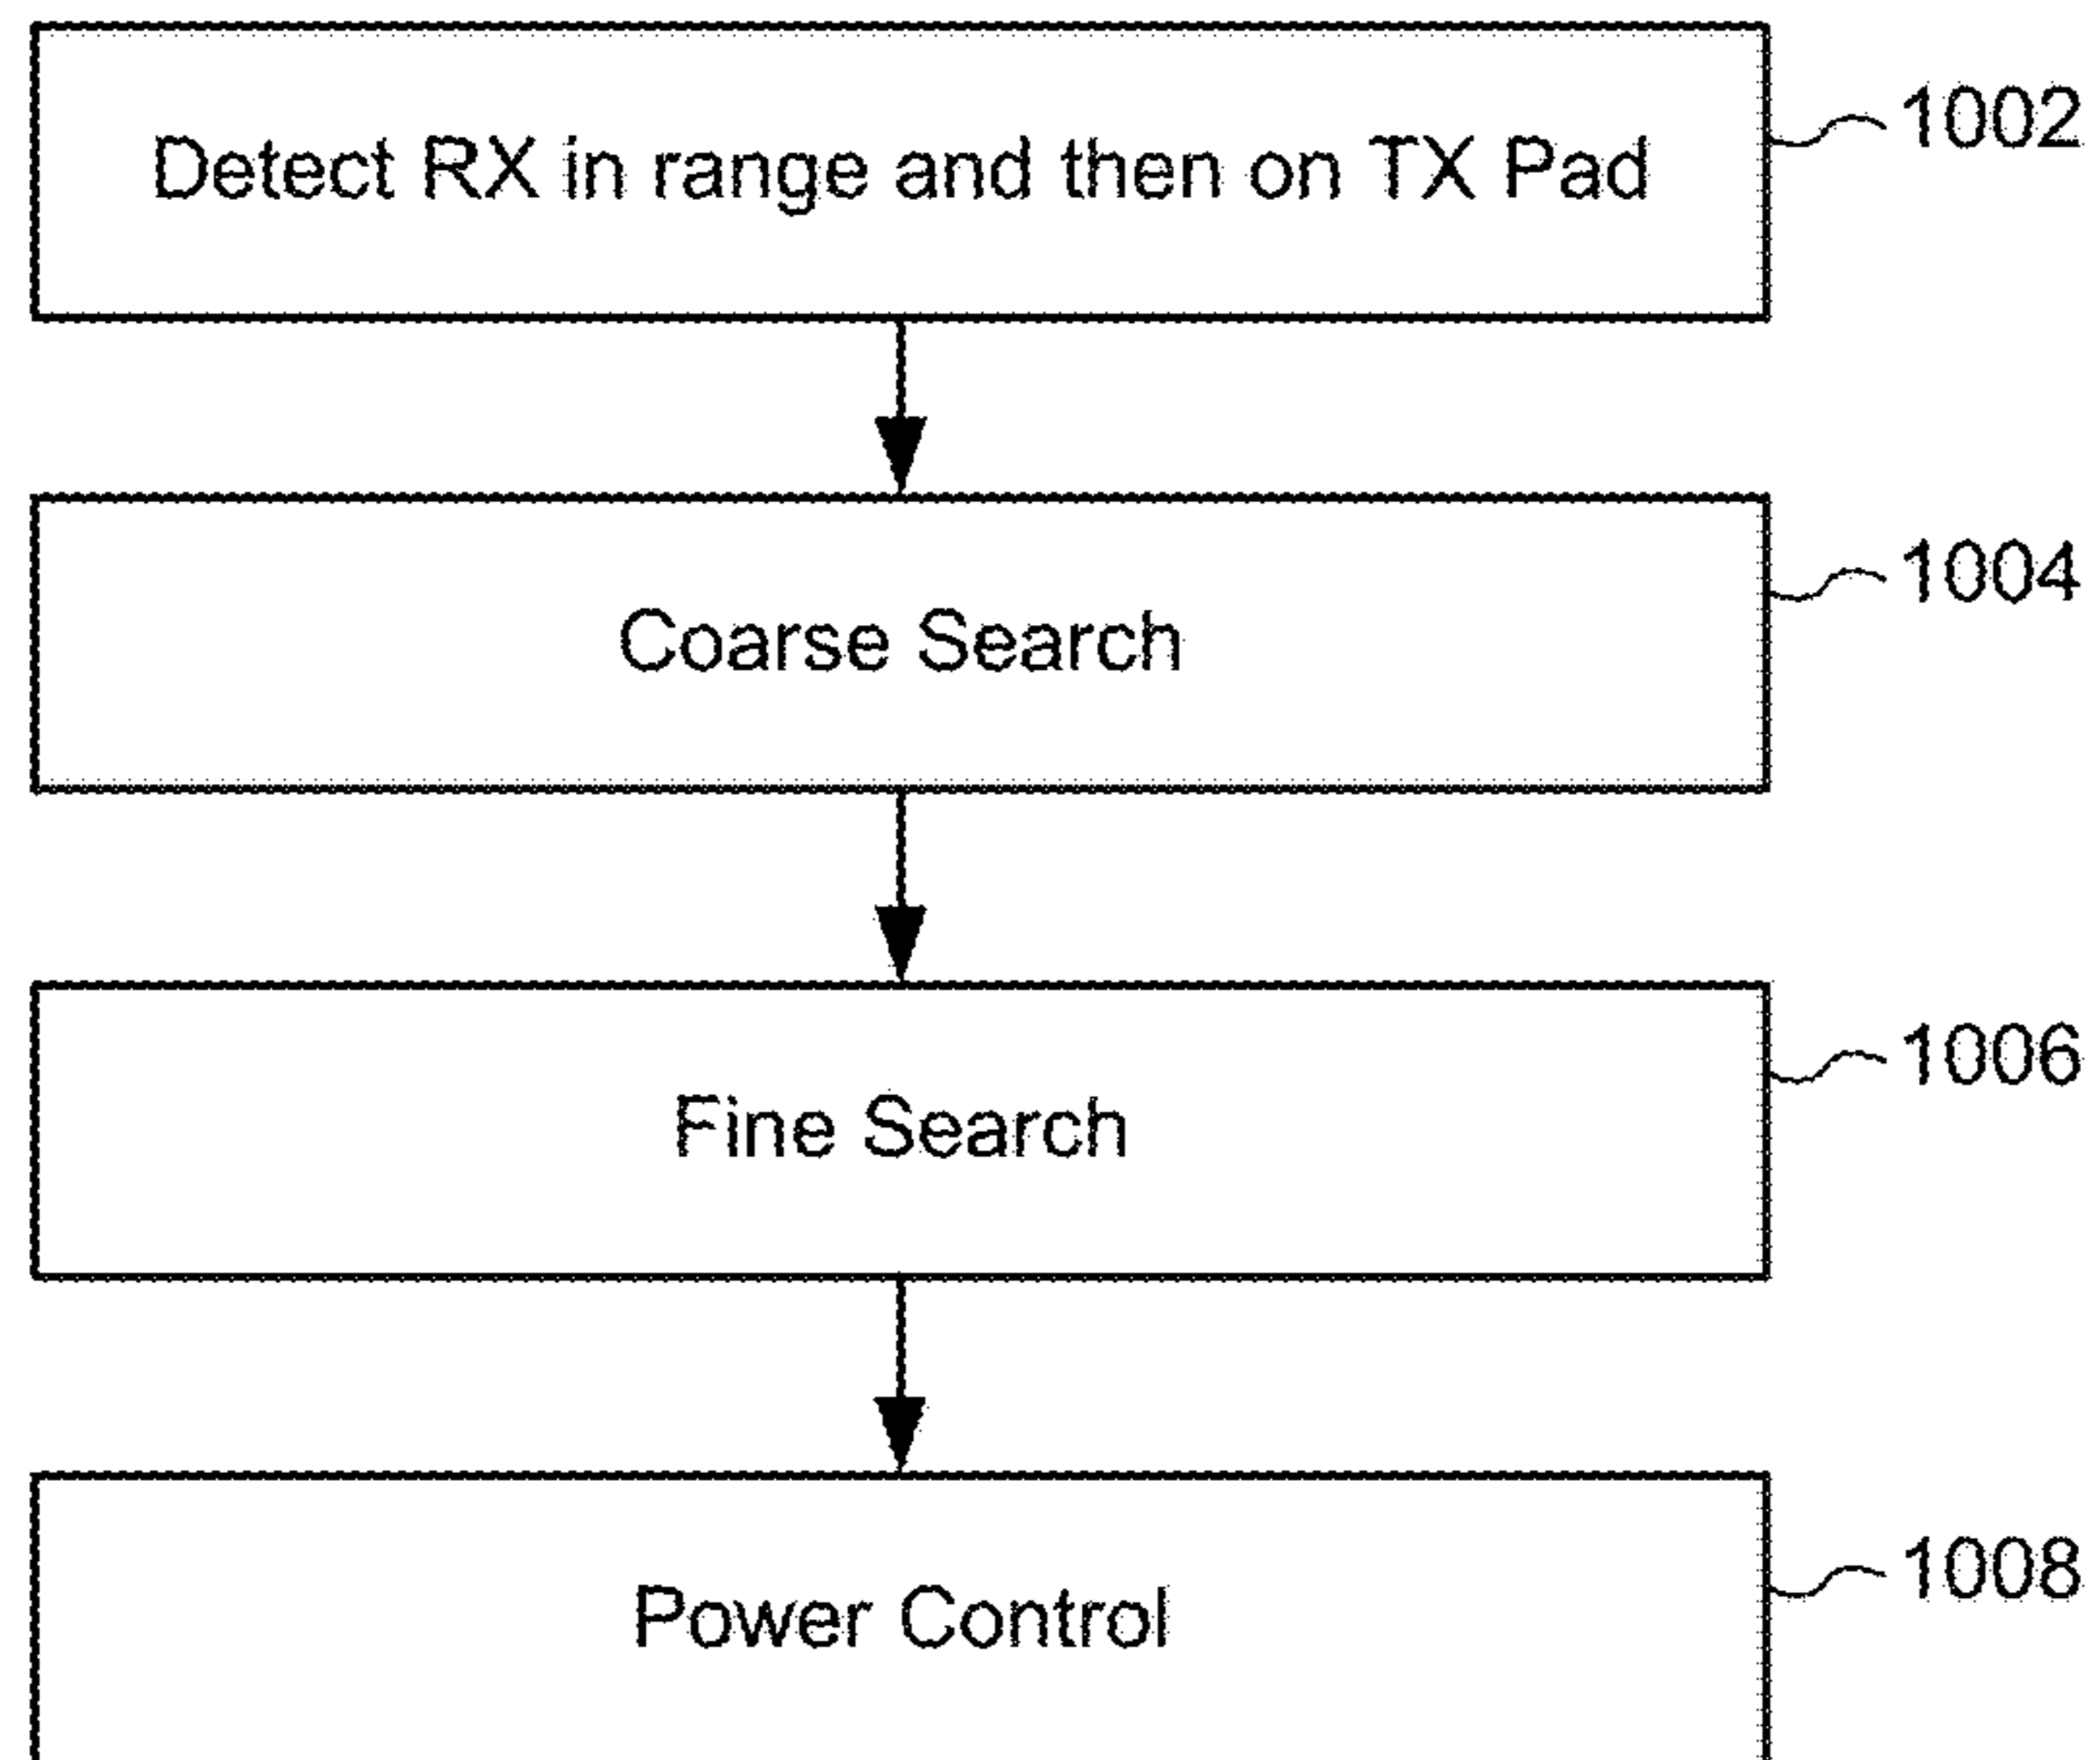 Detect RX in range and then on TX Pad
1002
Coarse Search
1004
Fine Search
1006
Power Control
1008